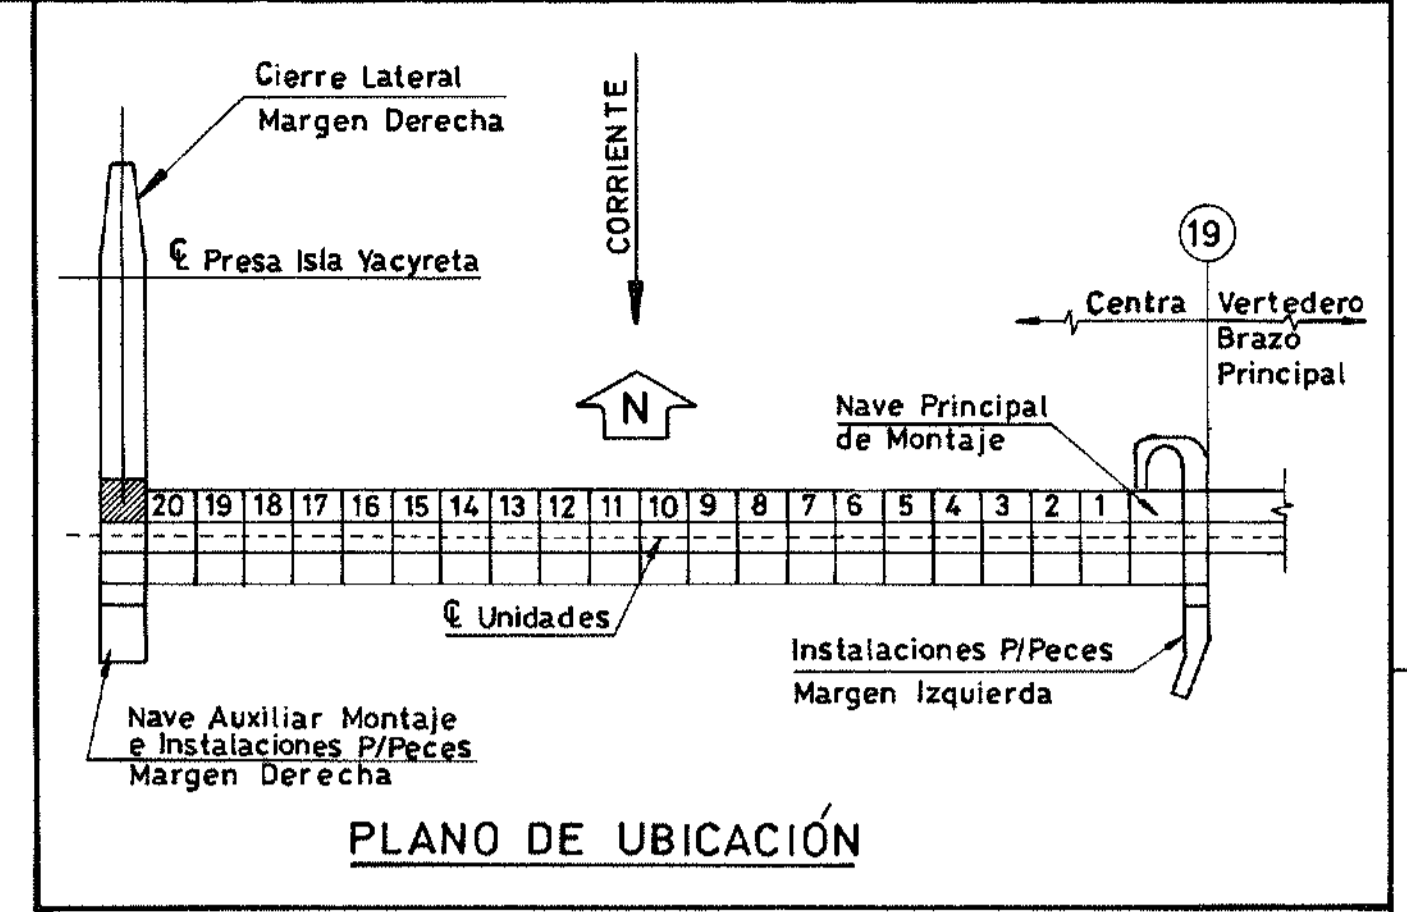 Cierre Lateral
Margen Derecha
CORRIENTE
℄ Presa Isla Yacyreta
19
Centra
Vertedero
Brazo
Principal
N
Nave Principal
de Montaje
20 19 18 17 16 15 14 13 12 11 10 9 8 7 6 5 4 3 2 1
℄ Unidades
Instalaciones P/Peces
Margen Izquierda
Nave Auxiliar Montaje
e Instalaciones P/Peces
Margen Derecha
PLANO DE UBICACIÓN